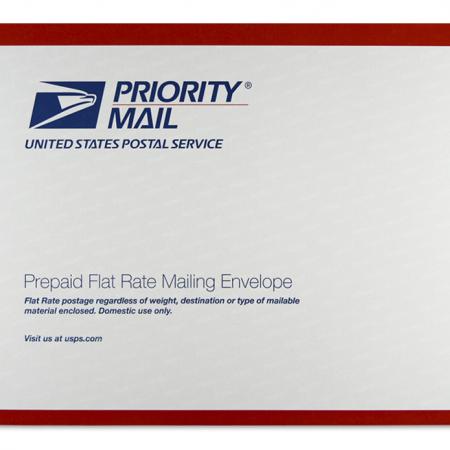 PRIORITY®
MAIL
UNITED STATES POSTAL SERVICE
Prepaid Flat Rate Mailing Envelope
Flat Rate postage regardless of weight, destination or type of mailable
material enclosed. Domestic use only.
Visit us at usps.com